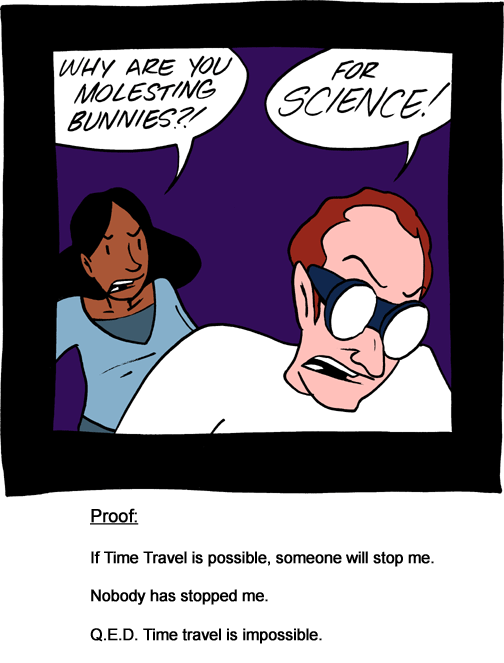 WHY ARE YOU
MOLESTING
BUNNIES??!
FOR
SCIENCE!
Proof:
If Time Travel is possible, someone will stop me.
Nobody has stopped me.
Q.E.D. Time travel is impossible.